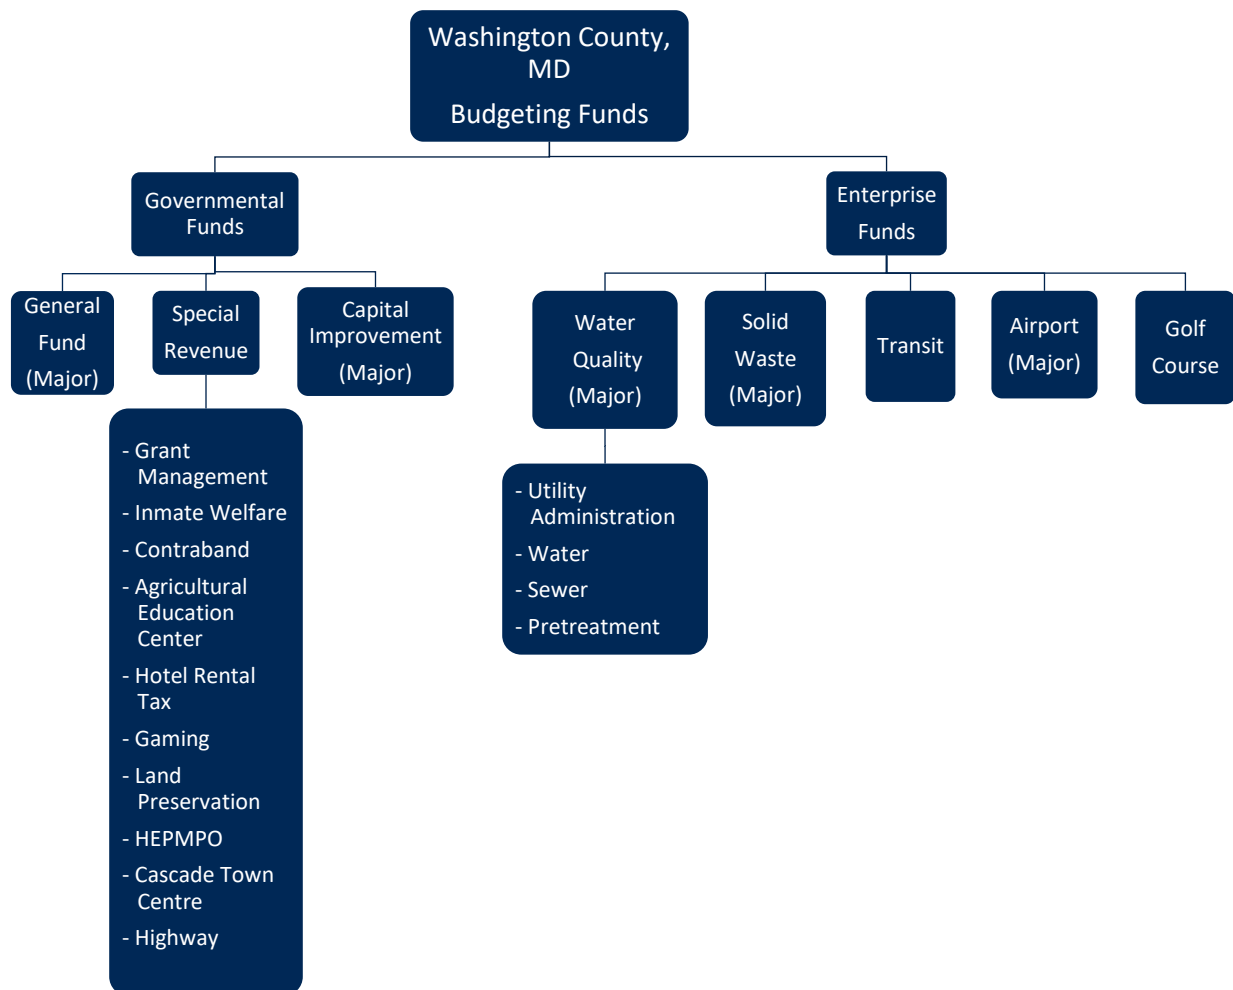 Washington County,
MD
Budgeting Funds
Governmental
Funds
Enterprise
Funds
General
Fund
(Major)
Special
Revenue
Capital
Improvement
(Major)
Water
Quality
(Major)
Solid
Waste
(Major)
Transit
Airport
(Major)
Golf
Course
- Grant
Management
- Inmate Welfare
- Contraband
- Agricultural
Education
Center
- Hotel Rental
Tax
- Gaming
- Land
Preservation
- HEPMPO
- Cascade Town
Centre
- Highway
- Utility
Administration
- Water
- Sewer
- Pretreatment